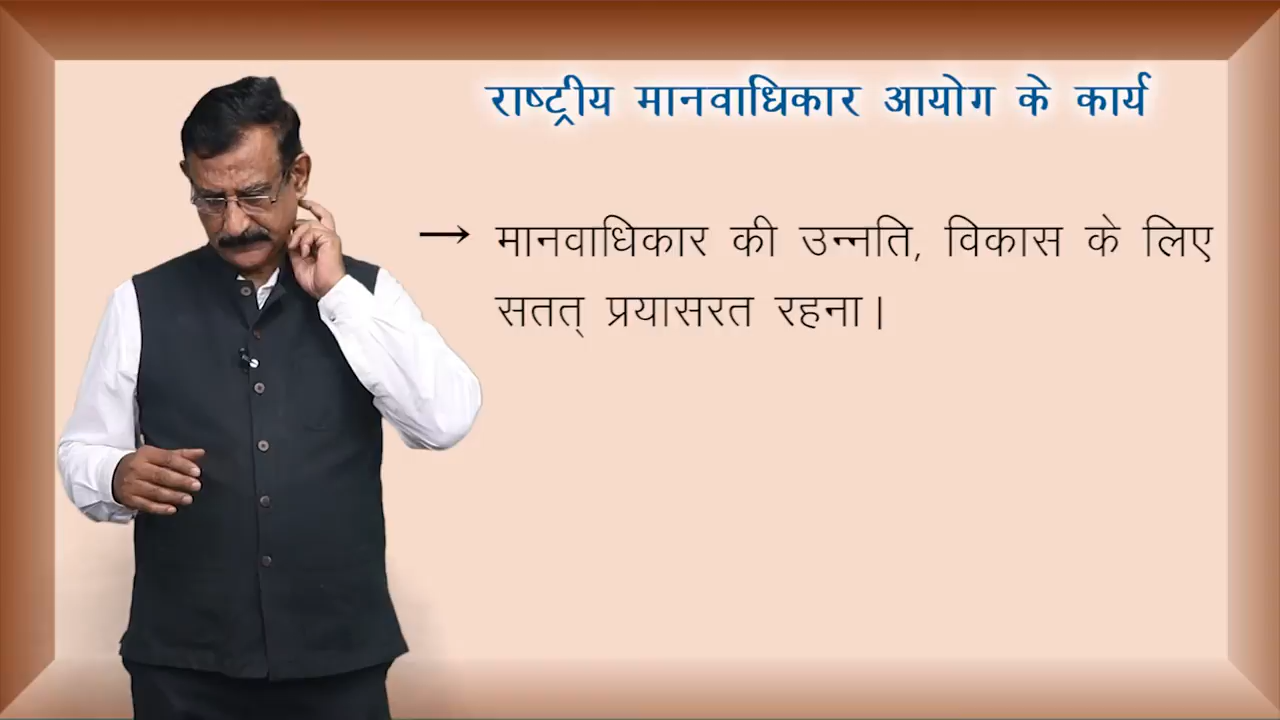 राष्ट्रीय मानवाधिकार आयोग के कार्य
→ मानवाधिकार की उन्नति, विकास के लिए
सतत् प्रयासरत रहना।